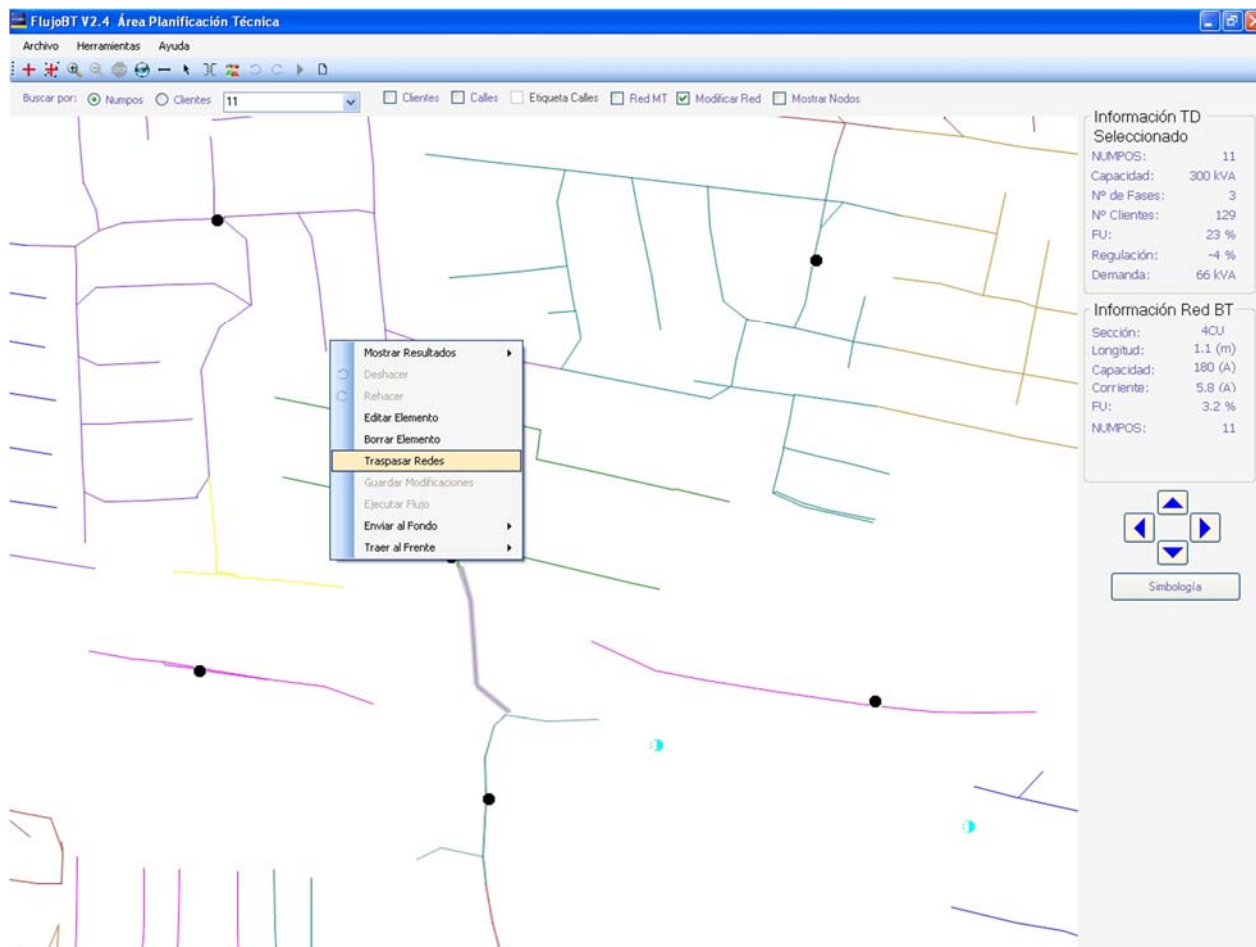 FlujoBT V2.4 Área Planificación Técnica
Archivo Herramientas Ayuda
Buscar por: Numpos Clientes 11 Clientes Calles Etiqueta Calles Red MT Modificar Red Mostrar Nodos
Información TD
Seleccionado
NUMPOS: 11
Capacidad: 300 kVA
Nº de Fases: 3
Nº Clientes: 129
FU: 23 %
Regulación: -4 %
Demanda: 66 kVA
Información Red BT
Sección: 4CU
Longitud: 1.1 (m)
Capacidad: 180 (A)
Corriente: 5.8 (A)
FU: 3.2 %
NUMPOS: 11
Simbología
Mostrar Resultados
Deshacer
Rehacer
Editar Elemento
Borrar Elemento
Traspasar Redes
Guardar Modificaciones
Ejecutar Flujo
Enviar al Fondo
Traer al Frente